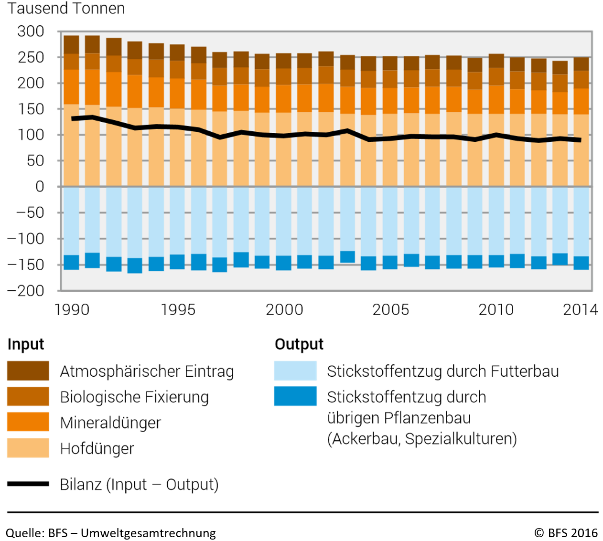 Tausend Tonnen
300
250
200
150
100
50
0
−50
−100
−150
−200
1990 1995 2000 2005 2010 2014
Input
Atmosphärischer Eintrag
Biologische Fixierung
Mineraldünger
Hofdünger
Bilanz (Input – Output)
Output
Stickstoffentzug durch Futterbau
Stickstoffentzug durch
übrigen Pflanzenbau
(Ackerbau, Spezialkulturen)
Quelle: BFS – Umweltgesamtrechnung © BFS 2016